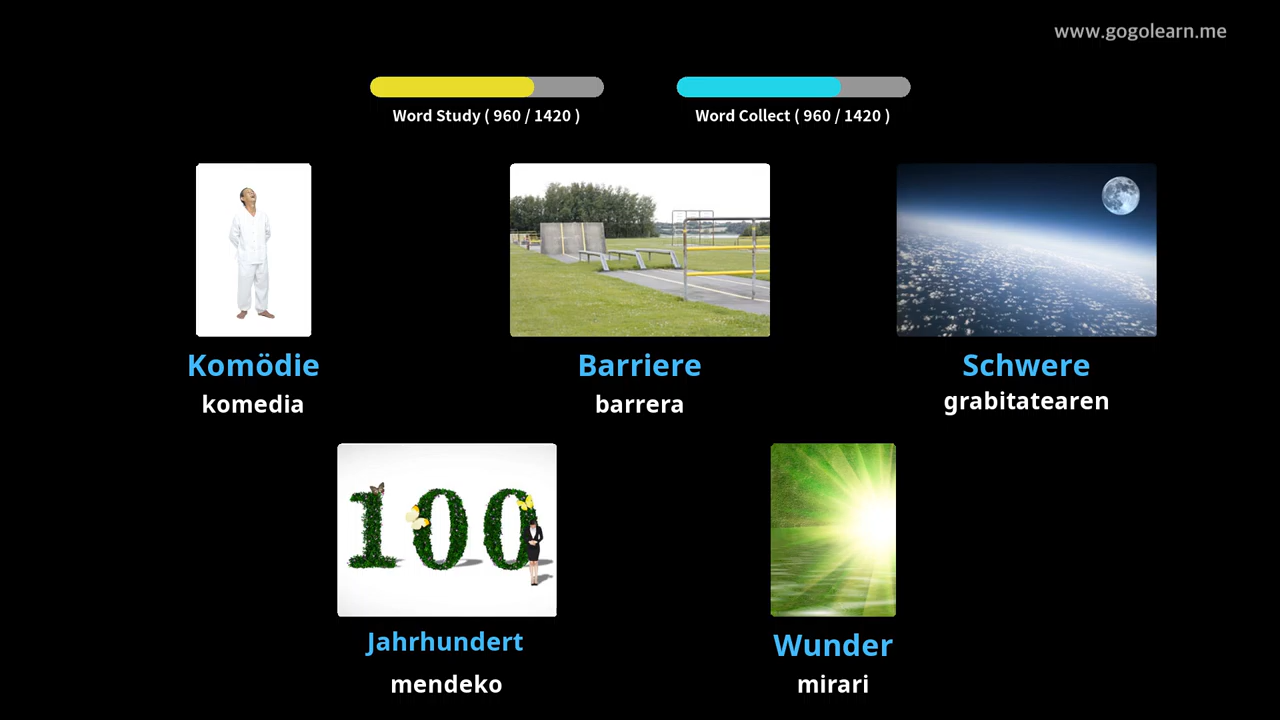 www.gogolearn.me
Word Study ( 960 / 1420 )
Word Collect ( 960 / 1420 )
Komödie
komedia
Barriere
barrera
Schwere
grabitatearen
100
Jahrhundert
mendeko
Wunder
mirari